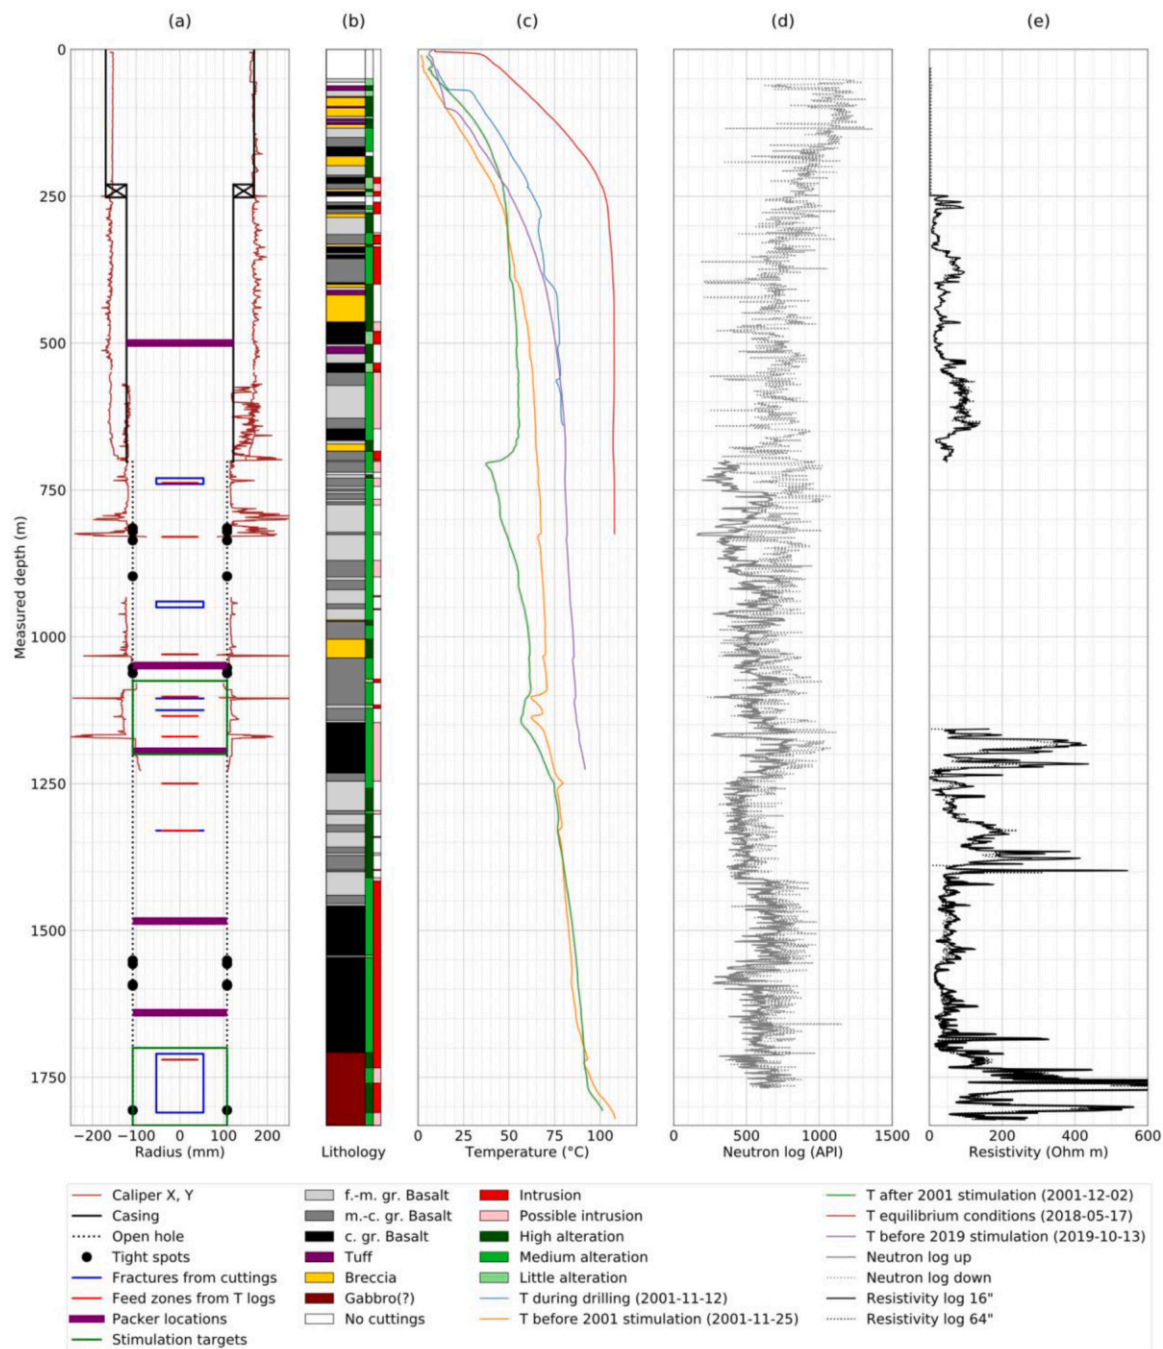 (a) (b) (c) (d) (e)
0
250
500
750
1000
1250
1500
1750
Measured depth (m)
−200 −100 0 100 200
Radius (mm)
Lithology
0 25 50 75 100
Temperature (°C)
0 500 1000 1500
Neutron log (API)
0 200 400 600
Resistivity (Ohm m)
Caliper X, Y
Casing
Open hole
Tight spots
Fractures from cuttings
Feed zones from T logs
Packer locations
Stimulation targets
f.-m. gr. Basalt
m.-c. gr. Basalt
c. gr. Basalt
Tuff
Breccia
Gabbro(?)
No cuttings
Intrusion
Possible intrusion
High alteration
Medium alteration
Little alteration
T during drilling (2001-11-12)
T before 2001 stimulation (2001-11-25)
T after 2001 stimulation (2001-12-02)
T equilibrium conditions (2018-05-17)
T before 2019 stimulation (2019-10-13)
Neutron log up
Neutron log down
Resistivity log 16"
Resistivity log 64"